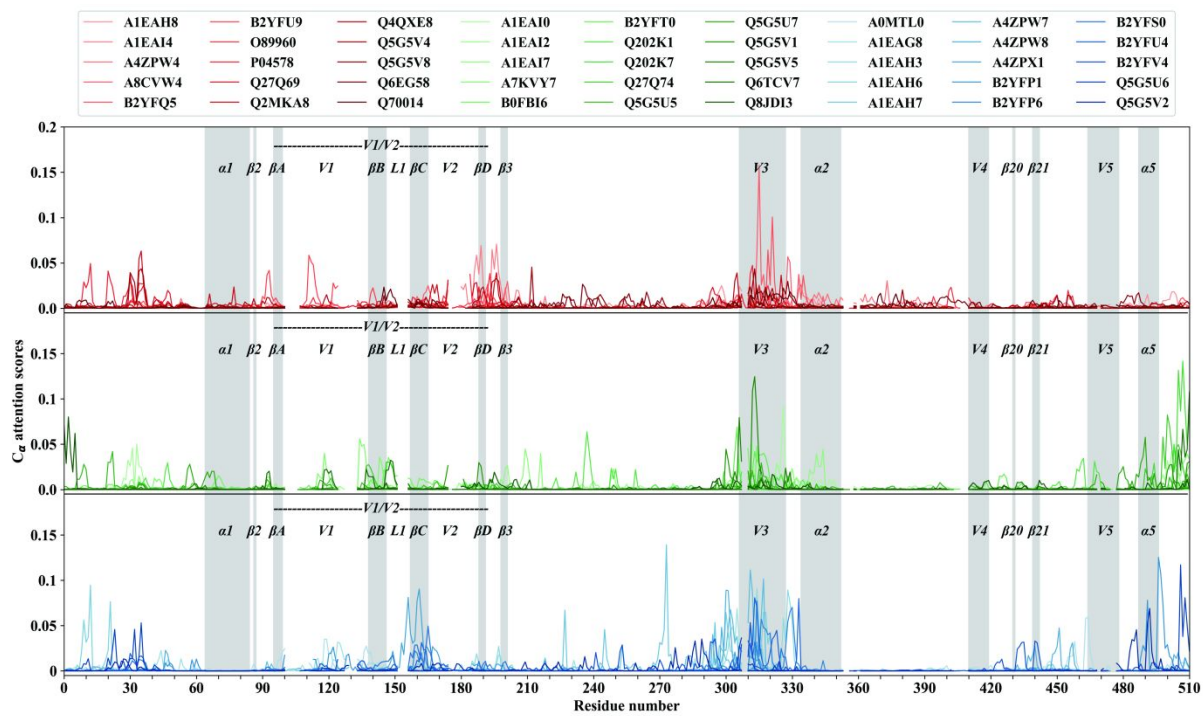 A1EAH8 B2YFU9 Q4QXE8 A1EAI0 B2YFT0 Q5G5U7 A0MTL0 A4ZPW7 B2YFS0
A1EAI4 O89960 Q5G5V4 A1EAI2 Q202K1 Q5G5V1 A1EAG8 A4ZPW8 B2YFU4
A4ZPW4 P04578 Q5G5V8 A1EAI7 Q202K7 Q5G5V5 A1EAH3 A4ZPX1 B2YFV4
A8CVW4 Q27Q69 Q6EG58 A7KVY7 Q27Q74 Q6TCV7 A1EAH6 B2YFP1 Q5G5U6
B2YFQ5 Q2MKA8 Q70014 B0FBI6 Q5G5U5 Q8JDI3 A1EAH7 B2YFP6 Q5G5V2
0.2
V1/V2
0.15
α1 β2 βA V1 βB L1 βC V2 βD β3 V3 α2 V4 β20 β21 V5 α5
0.1
0.05
0.0
V1/V2
0.15
α1 β2 βA V1 βB L1 βC V2 βD β3 V3 α2 V4 β20 β21 V5 α5
0.1
0.05
0.0
V1/V2
0.15
α1 β2 βA V1 βB L1 βC V2 βD β3 V3 α2 V4 β20 β21 V5 α5
0.1
0.05
0.0
Cα attention scores
0 30 60 90 120 150 180 210 240 270 300 330 360 390 420 450 480 510
Residue number